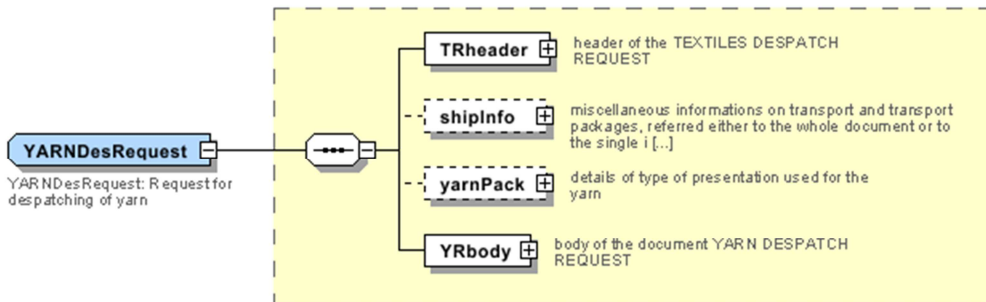 TRheader
header of the TEXTILES DESPATCH
REQUEST
shipInfo
miscellaneous informations on transport and transport
packages, referred either to the whole document or to
the single i [...]
YARNDesRequest
YARNDesRequest: Request for
despatching of yarn
yarnPack
details of type of presentation used for the
yarn
YRbody
body of the document YARN DESPATCH
REQUEST